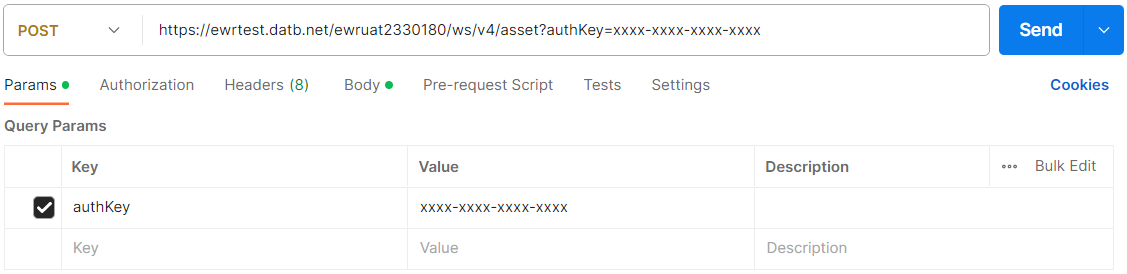 POST https://ewrtest.datb.net/ewruat2330180/ws/v4/asset?authKey=xxxx-xxxx-xxxx-xxxx Send
Params Authorization Headers (8) Body Pre-request Script Tests Settings Cookies
Query Params
Key Value Description ••• Bulk Edit
authKey xxxx-xxxx-xxxx-xxxx
Key Value Description